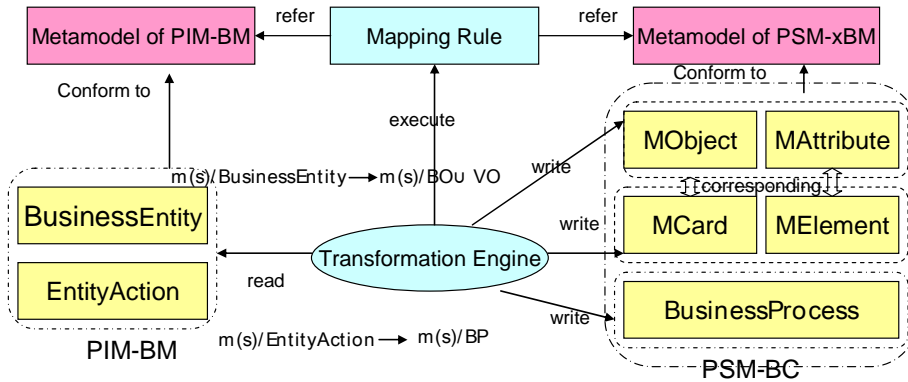 refer
refer
Metamodel of PIM-BM
Mapping Rule
Metamodel of PSM-xBM
Conform to
Conform to
execute
MObject
MAttribute
write
m(s)/BusinessEntity m(s)/BO∪ VO
corresponding
BusinessEntity
MCard
MElement
write
Transformation Engine
read
EntityAction
BusinessProcess
write
m(s)/EntityAction m(s)/BP
PIM-BM
PSM-BC